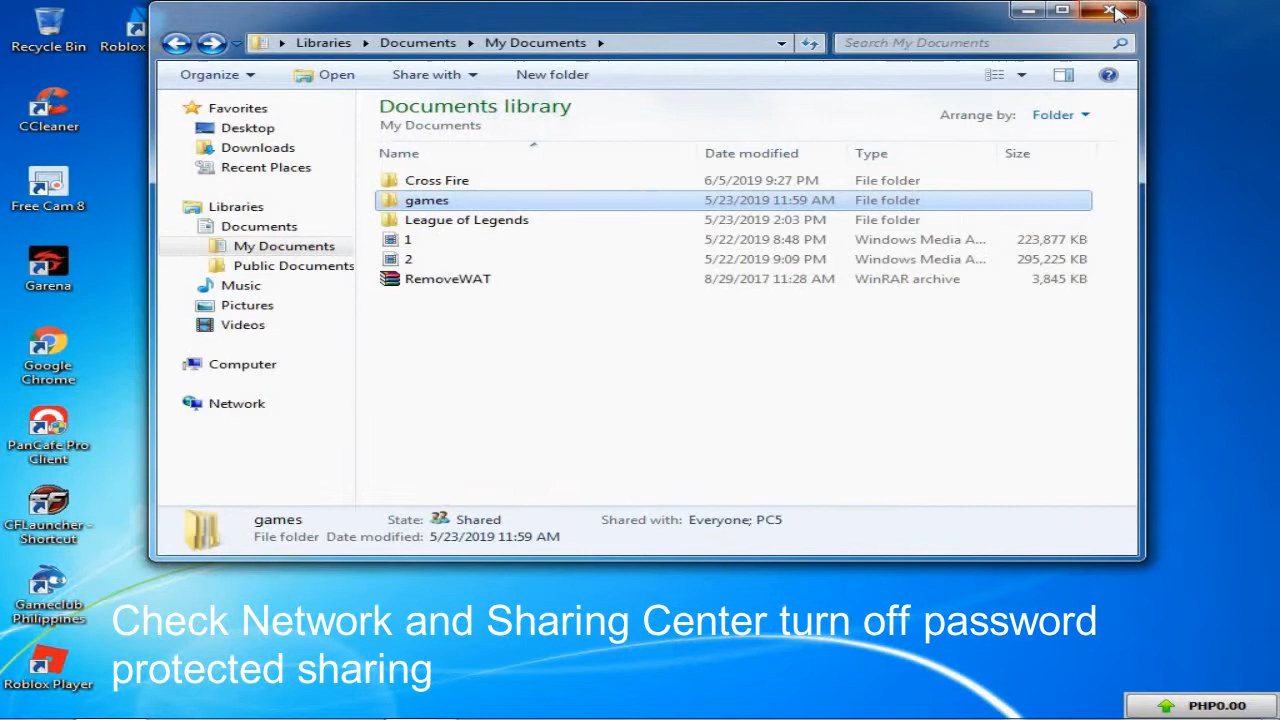 Recycle Bin
Roblox
CCleaner
Free Cam 8
Garena
Google
Chrome
PanCafe Pro
Client
GFLauncher -
Shortcut
Gameclub
Philippines
Roblox Player
Libraries Documents My Documents
Search My Documents
Organize Open Share with New folder
Favorites
Desktop
Downloads
Recent Places
Libraries
Documents
My Documents
Public Documents
Music
Pictures
Videos
Computer
Network
Documents library
My Documents
Arrange by: Folder
Name Date modified Type Size
Cross Fire 6/5/2019 9:27 PM File folder
games 5/23/2019 11:59 AM File folder
League of Legends 5/23/2019 2:03 PM File folder
1 5/22/2019 8:48 PM Windows Media A... 223,877 KB
2 5/22/2019 9:09 PM Windows Media A... 295,225 KB
RemoveWAT 8/29/2017 11:28 AM WinRAR archive 3,845 KB
games State: Shared Shared with: Everyone; PC5
File folder Date modified: 5/23/2019 11:59 AM
Check Network and Sharing Center turn off password
protected sharing
PHP0.00